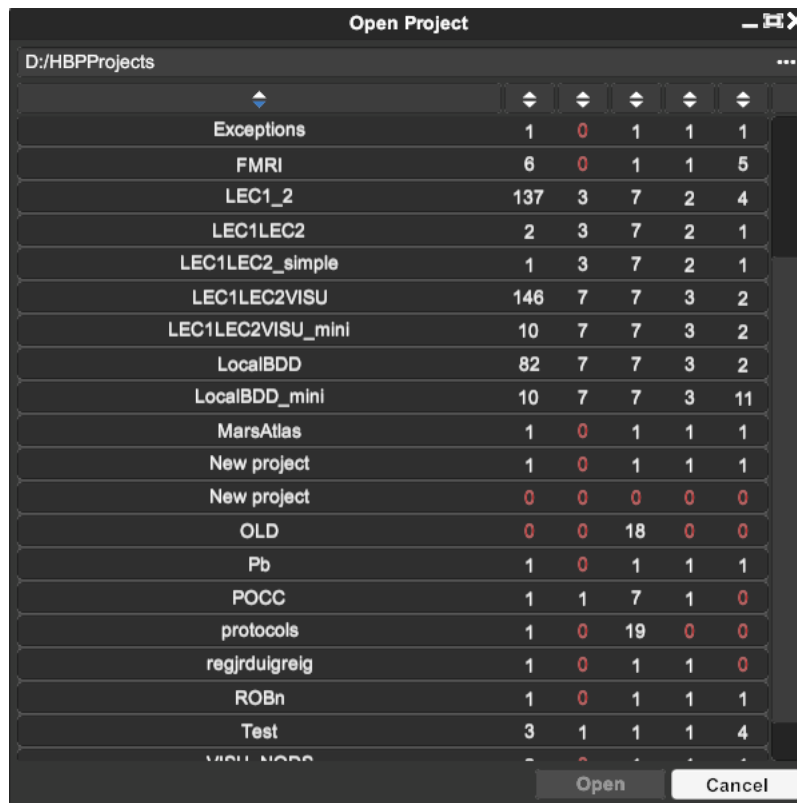 Open Project
D:/HBPProjects
Exceptions 1 0 1 1 1
FMRI 6 0 1 1 5
LEC1_2 137 3 7 2 4
LEC1LEC2 2 3 7 2 1
LEC1LEC2_simple 1 3 7 2 1
LEC1LEC2VISU 146 7 7 3 2
LEC1LEC2VISU_mini 10 7 7 3 2
LocalBDD 82 7 7 3 2
LocalBDD_mini 10 7 7 3 11
MarsAtlas 1 0 1 1 1
New project 1 0 1 1 1
New project 0 0 0 0 0
OLD 0 0 18 0 0
Pb 1 0 1 1 1
POCC 1 1 7 1 0
protocols 1 0 19 0 0
regjrduigreig 1 0 1 1 0
ROBn 1 0 1 1 1
Test 3 1 1 1 4
Open Cancel